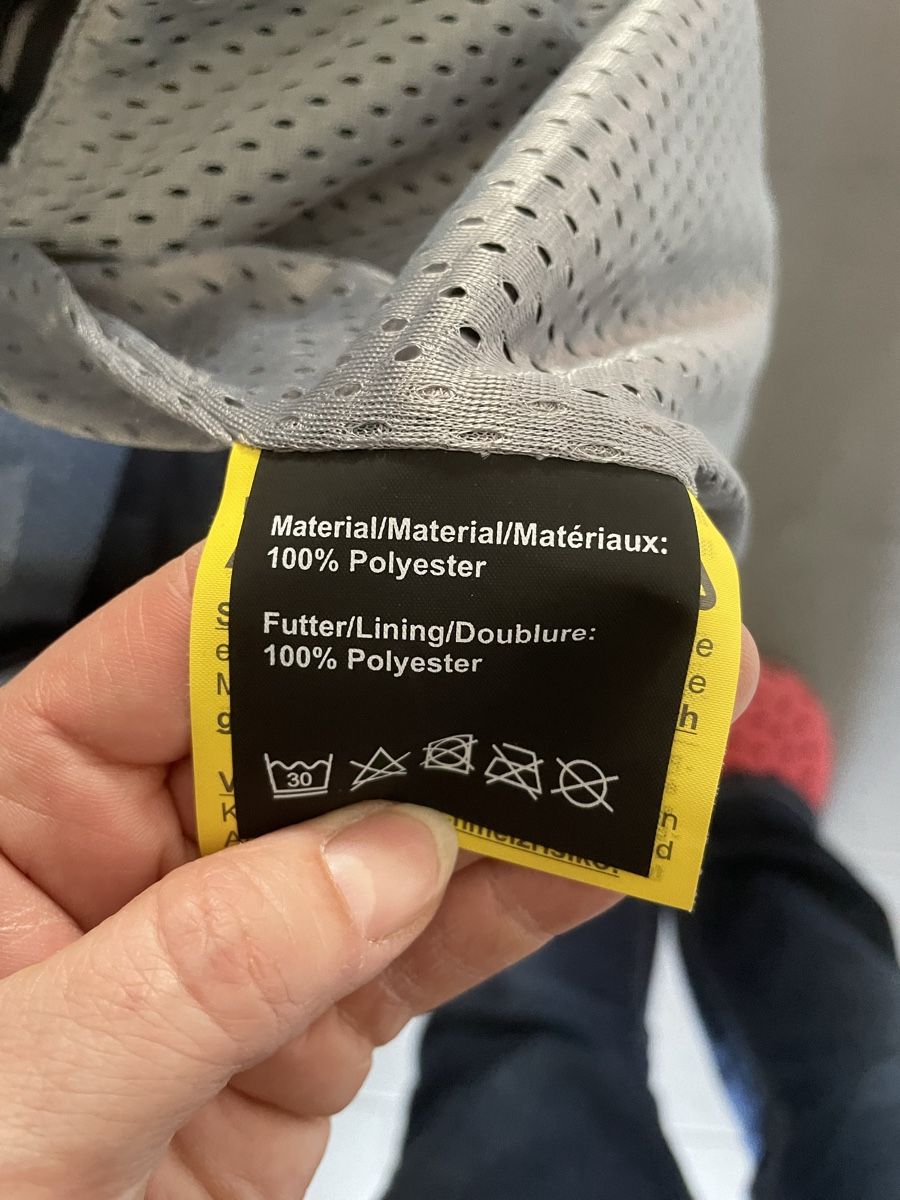 Material/Material/Matériaux:
100% Polyester
Futter/Lining/Doublure:
100% Polyester
30